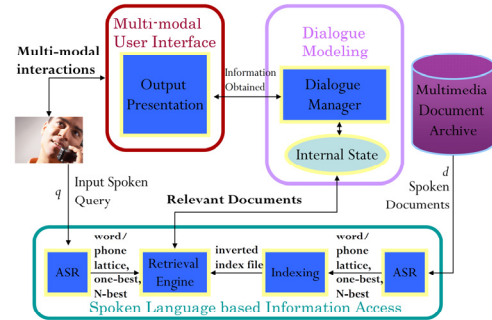 Multi-modal
User Interface
Dialogue
Modeling
Multi-modal
interactions
Output
Presentation
Information
Obtained
Dialogue
Manager
Multimedia
Document
Archive
Internal State
q
Input Spoken
Query
Relevant Documents
d
Spoken
Documents
ASR
word/
phone
lattice,
one-best,
N-best
Retrieval
Engine
inverted
index file
Indexing
word/
phone
lattice,
one-best,
N-best
ASR
Spoken Language based Information Access